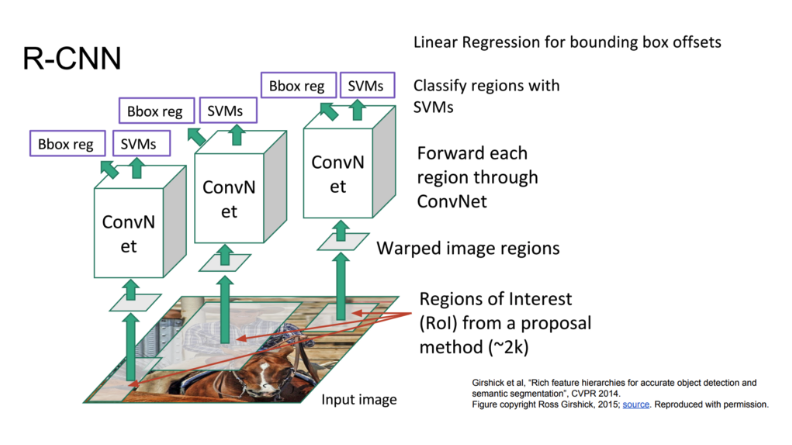 R-CNN
Linear Regression for bounding box offsets
Bbox reg
SVMs
Classify regions with
SVMs
Bbox reg
SVMs
Bbox reg
SVMs
ConvN
et
ConvN
et
ConvN
et
Forward each
region through
ConvNet
Warped image regions
Regions of Interest
(RoI) from a proposal
method (~2k)
Input image
Girshick et al, "Rich feature hierarchies for accurate object detection and
semantic segmentation", CVPR 2014.
Figure copyright Ross Girshick, 2015; source. Reproduced with permission.